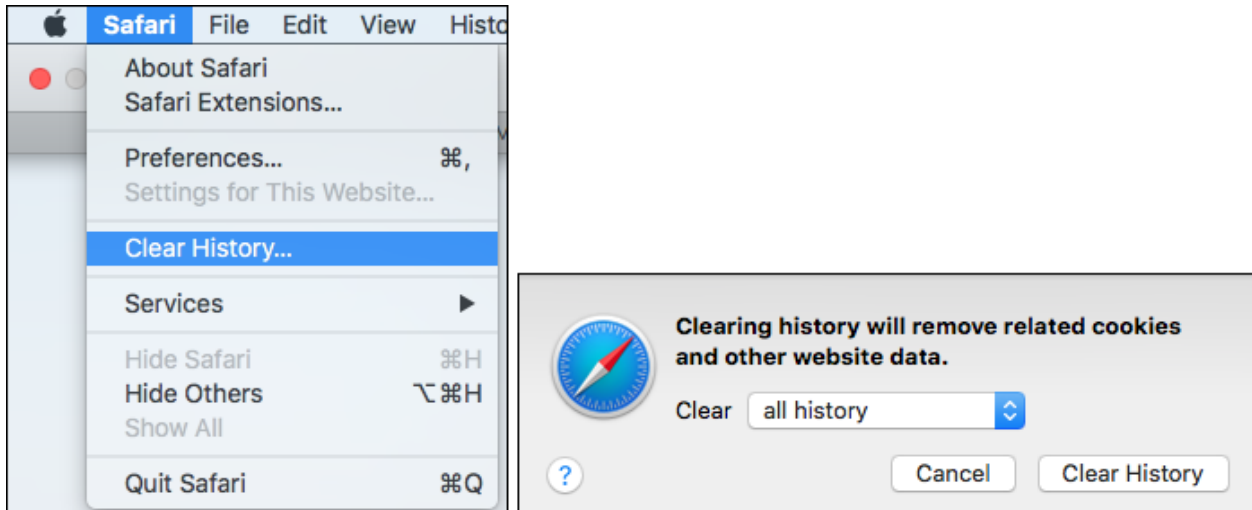 Safari File Edit View Histo
About Safari
Safari Extensions...
Preferences... ⌘,
Settings for This Website...
Clear History...
Services ▶
Hide Safari ⌘H
Hide Others ⌥⌘H
Show All
Quit Safari ⌘Q
Clearing history will remove related cookies
and other website data.
Clear all history
? Cancel Clear History